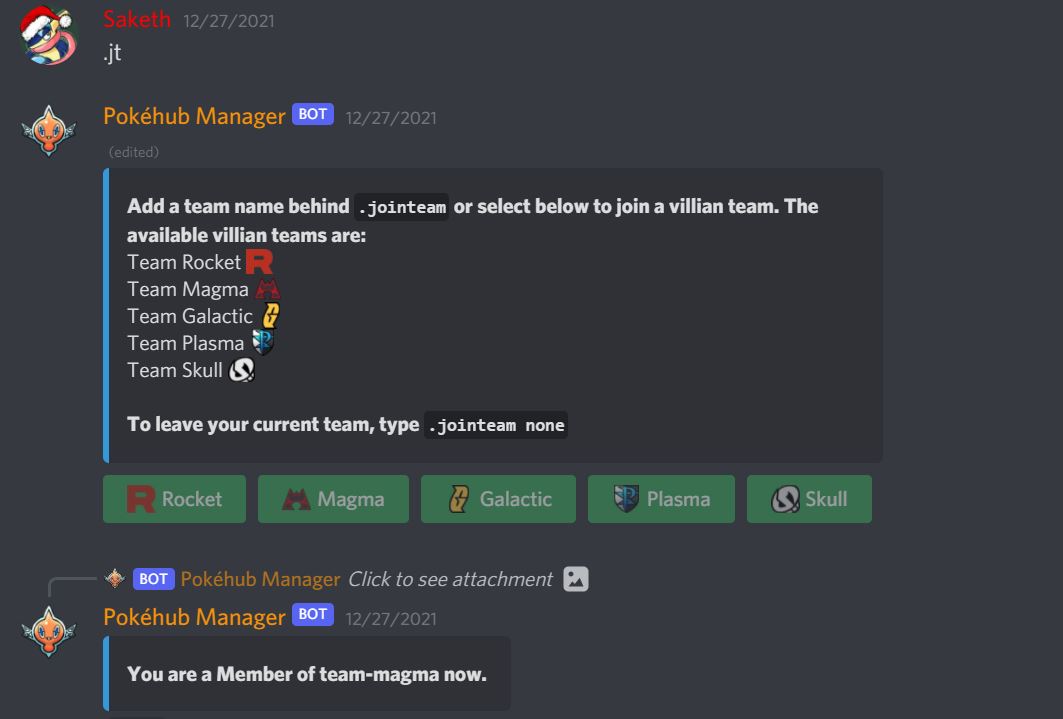 Saketh 12/27/2021
.jt
Pokéhub Manager BOT 12/27/2021
(edited)
Add a team name behind .jointeam or select below to join a villian team. The
available villian teams are:
Team Rocket
Team Magma
Team Galactic
Team Plasma
Team Skull
To leave your current team, type .jointeam none
Rocket Magma Galactic Plasma Skull
BOT Pokéhub Manager Click to see attachment
Pokéhub Manager BOT 12/27/2021
You are a Member of team-magma now.